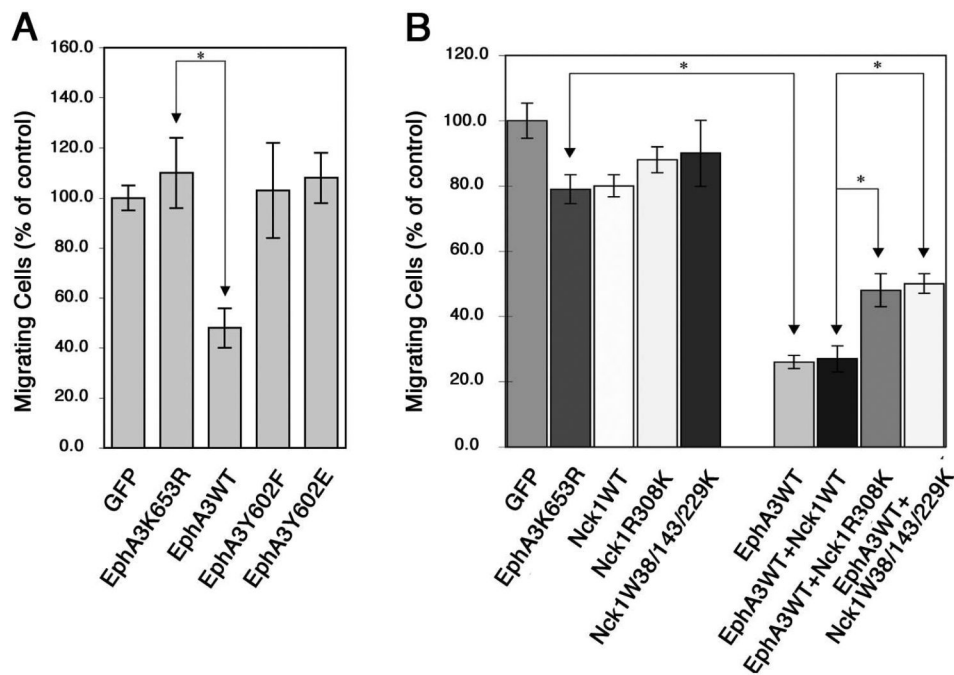 A
Migrating Cells (% of control)
160.0
140.0
120.0
100.0
80.0
60.0
40.0
20.0
0.0
*
GFP
EphA3K653R
EphA3WT
EphA3Y602F
EphA3Y602E
B
Migrating Cells (% of control)
120.0
100.0
80.0
60.0
40.0
20.0
0.0
*
*
*
GFP
EphA3K653R
Nck1WT
Nck1R308K
Nck1W38/143/229K
EphA3WT
EphA3WT+Nck1WT
EphA3WT+Nck1R308K
EphA3WT+
Nck1W38/143/229K